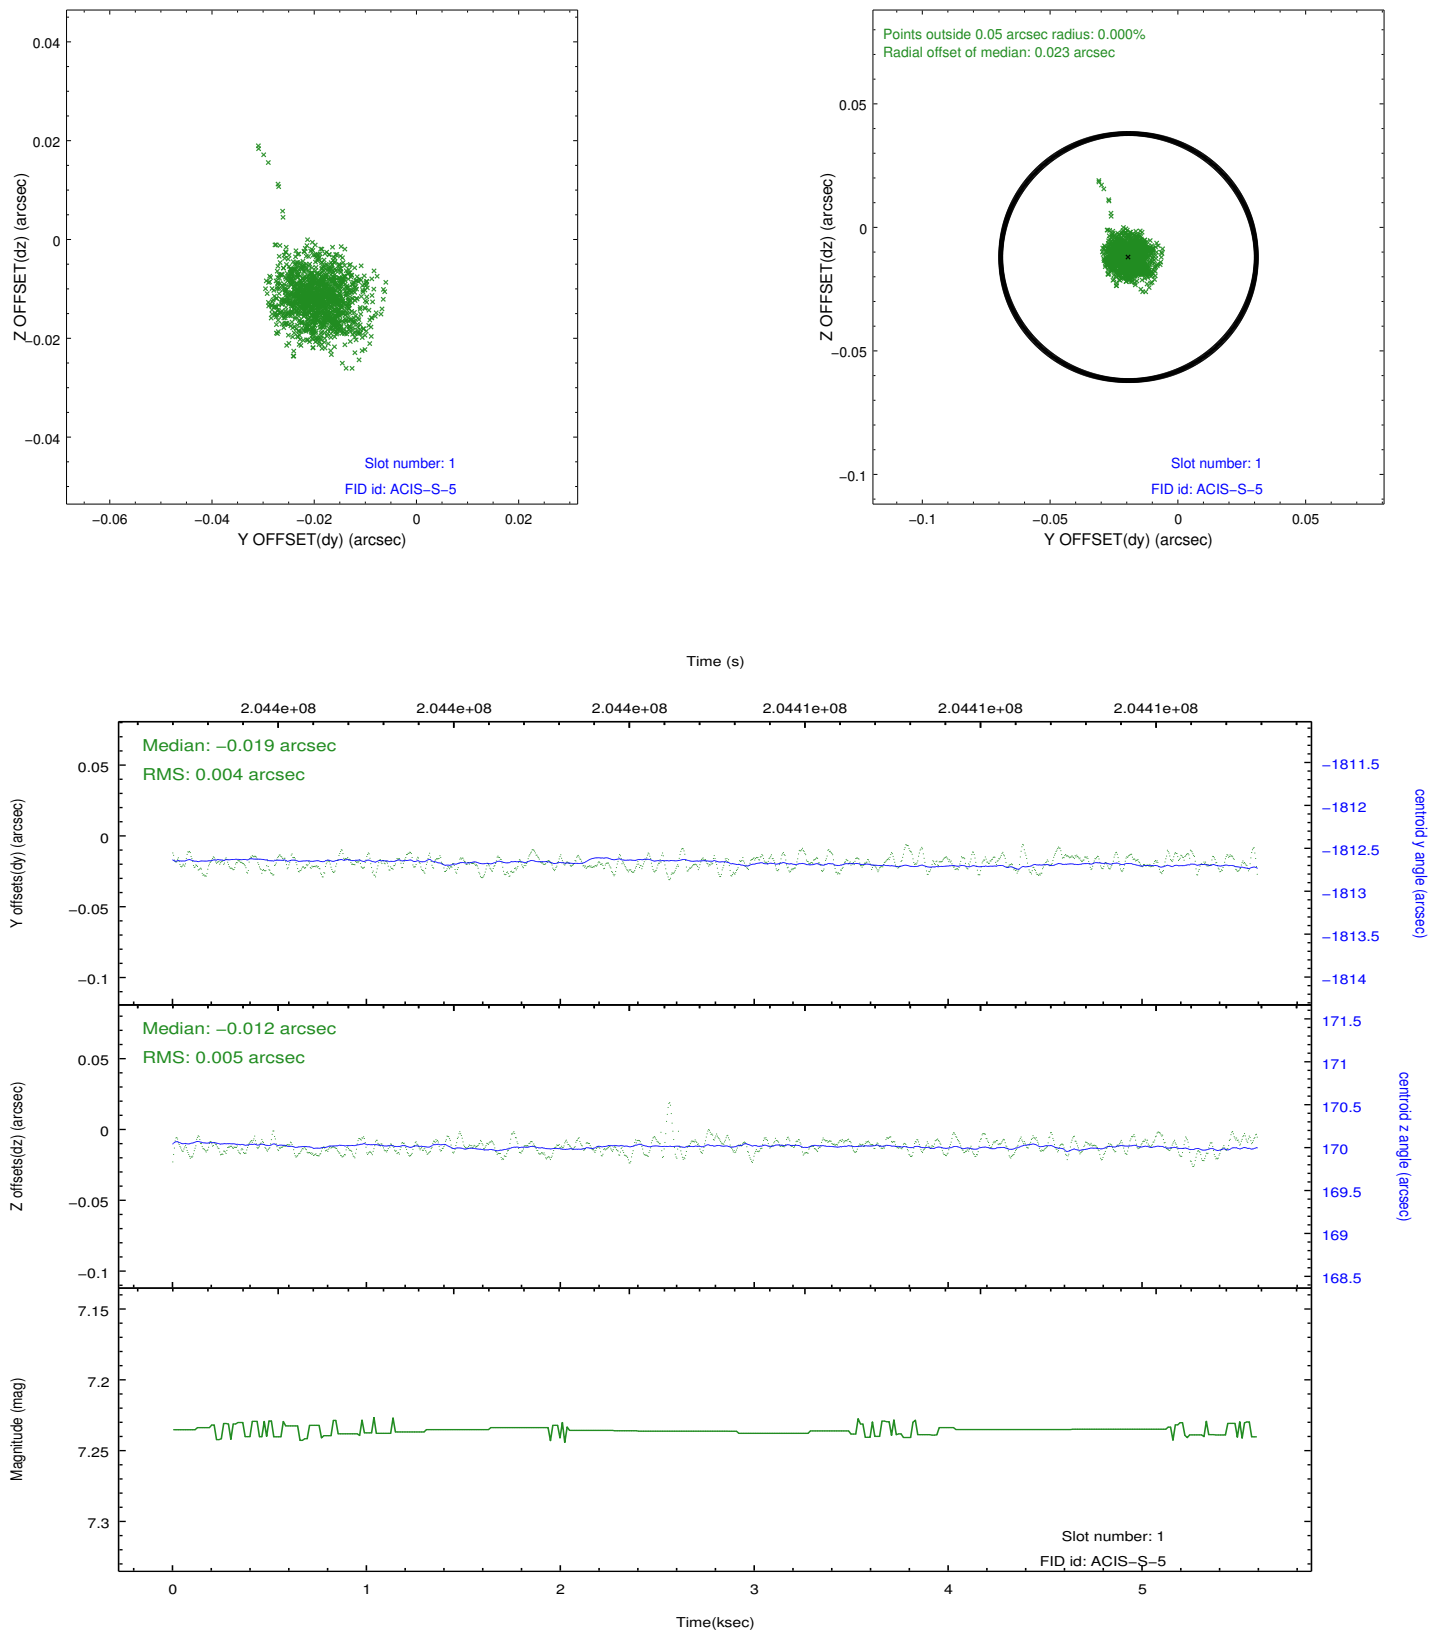 0.04
0.02
0
−0.02
−0.04
Z OFFSET(dz) (arcsec)
Slot number: 1
FID id: ACIS−S−5
−0.06
−0.04
−0.02
0
0.02
Y OFFSET(dy) (arcsec)
Points outside 0.05 arcsec radius: 0.000%
Radial offset of median: 0.023 arcsec
0.05
0
−0.05
−0.1
Z OFFSET(dz) (arcsec)
Slot number: 1
FID id: ACIS−S−5
−0.1
−0.05
0
0.05
Y OFFSET(dy) (arcsec)
Time (s)
2.044e+08
2.044e+08
2.044e+08
2.0441e+08
2.0441e+08
2.0441e+08
Median: −0.019 arcsec
RMS: 0.004 arcsec
0.05
0
−0.05
−0.1
Y offsets(dy) (arcsec)
−1811.5
−1812
−1812.5
−1813
−1813.5
−1814
centroid y angle (arcsec)
Median: −0.012 arcsec
RMS: 0.005 arcsec
0.05
0
−0.05
−0.1
Z offsets(dz) (arcsec)
171.5
171
170.5
170
169.5
169
168.5
centroid z angle (arcsec)
7.15
7.2
7.25
7.3
Magnitude (mag)
Slot number: 1
FID id: ACIS−S−5
0
1
2
3
4
5
Time(ksec)